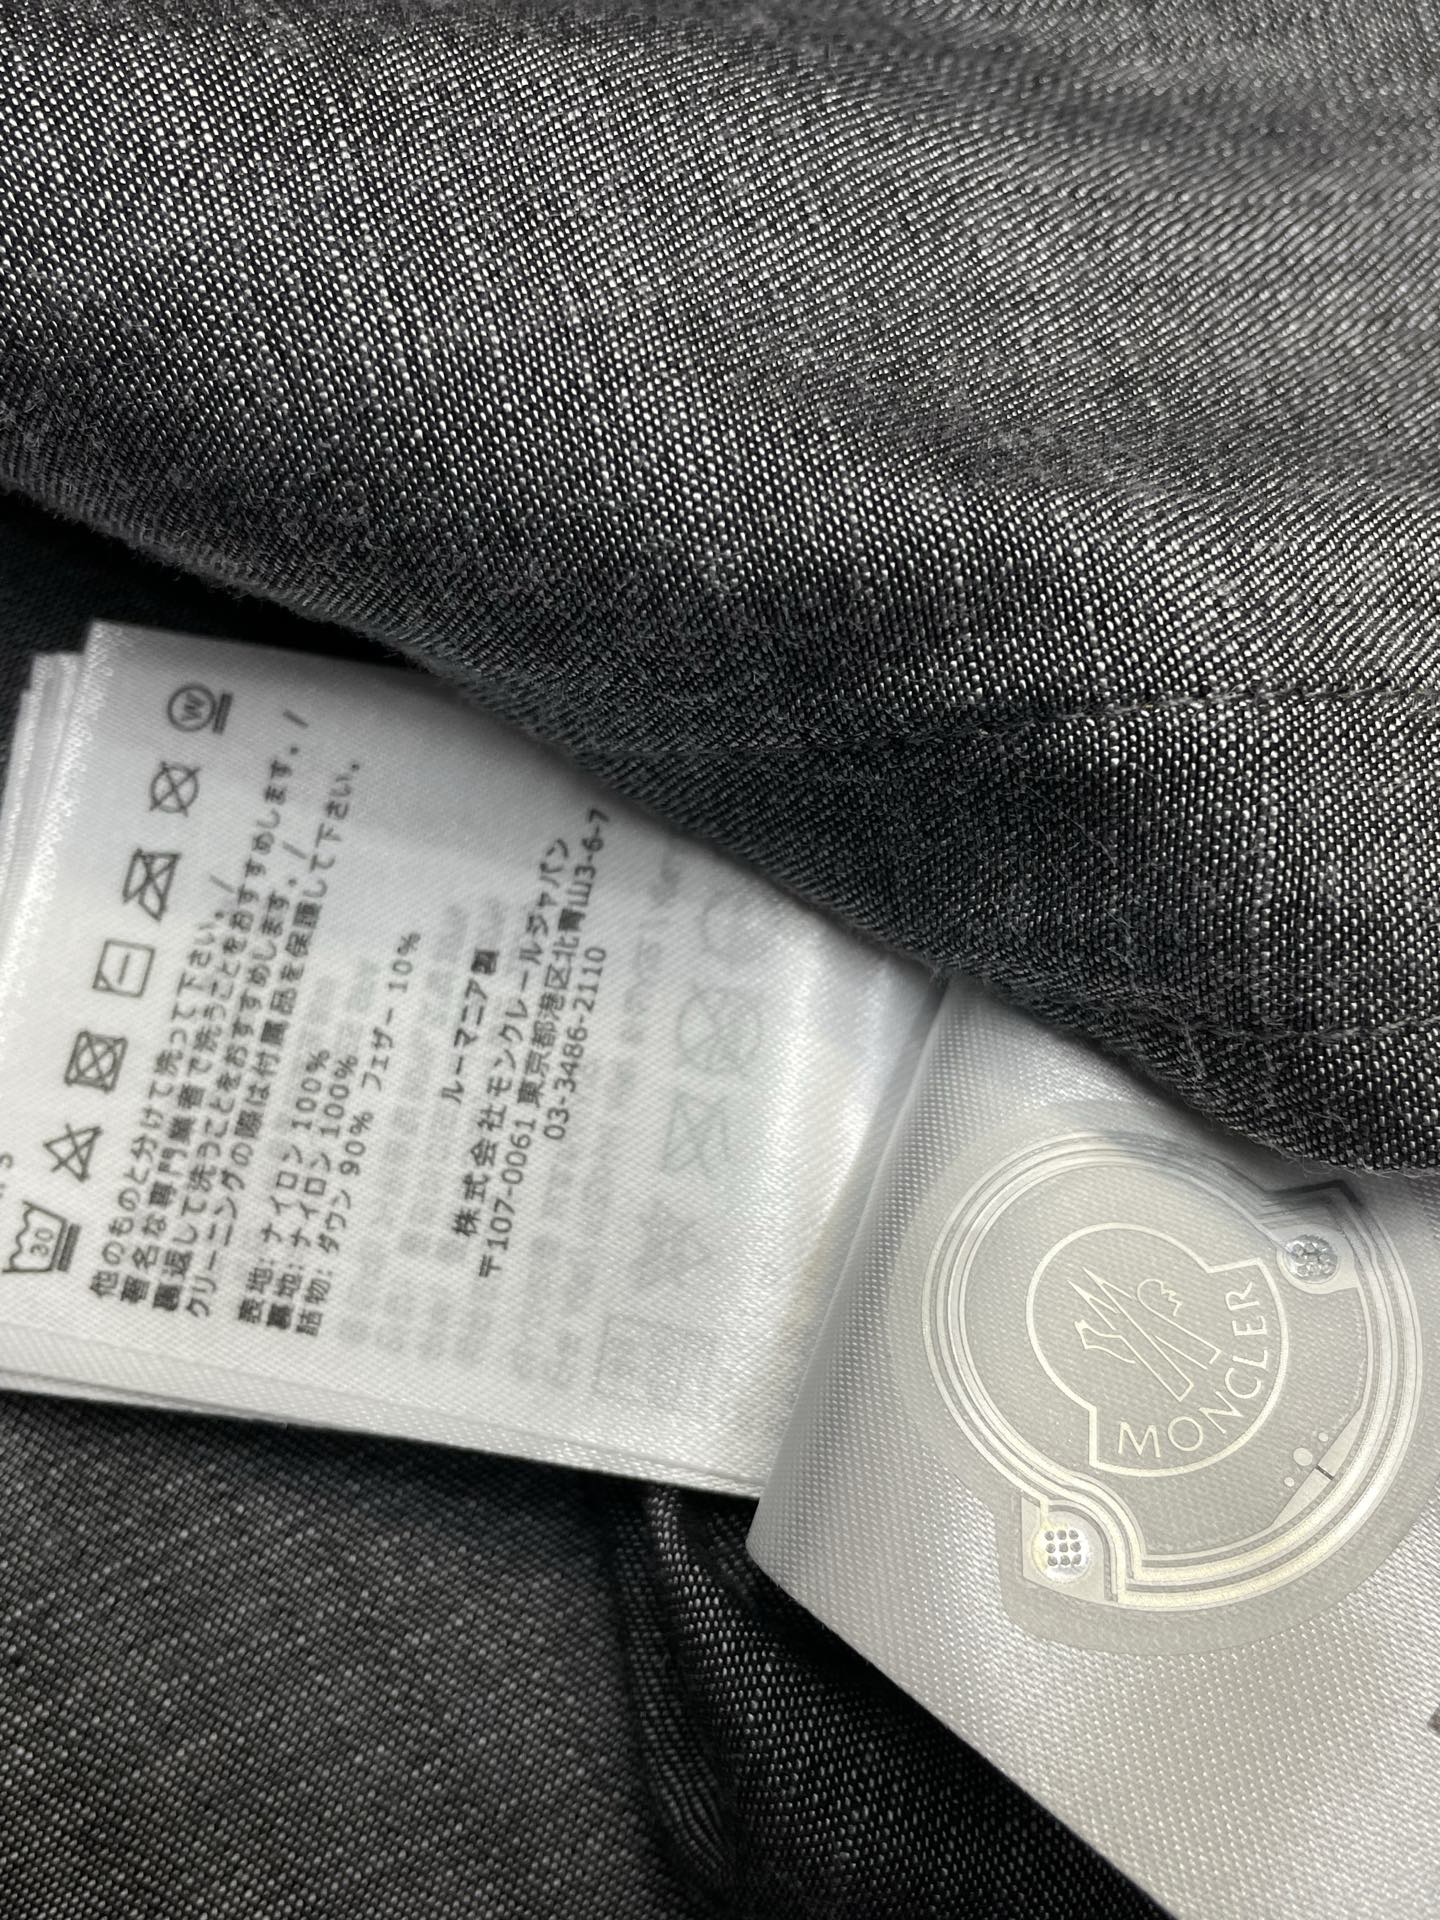 W
30
他のものと分けて洗って下さい。/
著名な専門業者で洗うことをおすすめします。/
裏返しして洗うことをおすすめします。/
クリーニングの際は付属品を保護して下さい。
表地: ナイロン 100%
裏地: ナイロン 100%
詰物: ダウン 90% フェザー 10%
ルーマニア製
株式会社モンクレールジャパン
〒107-0061 東京都港区北青山3-6-7
03-3486-2110
MONCLER